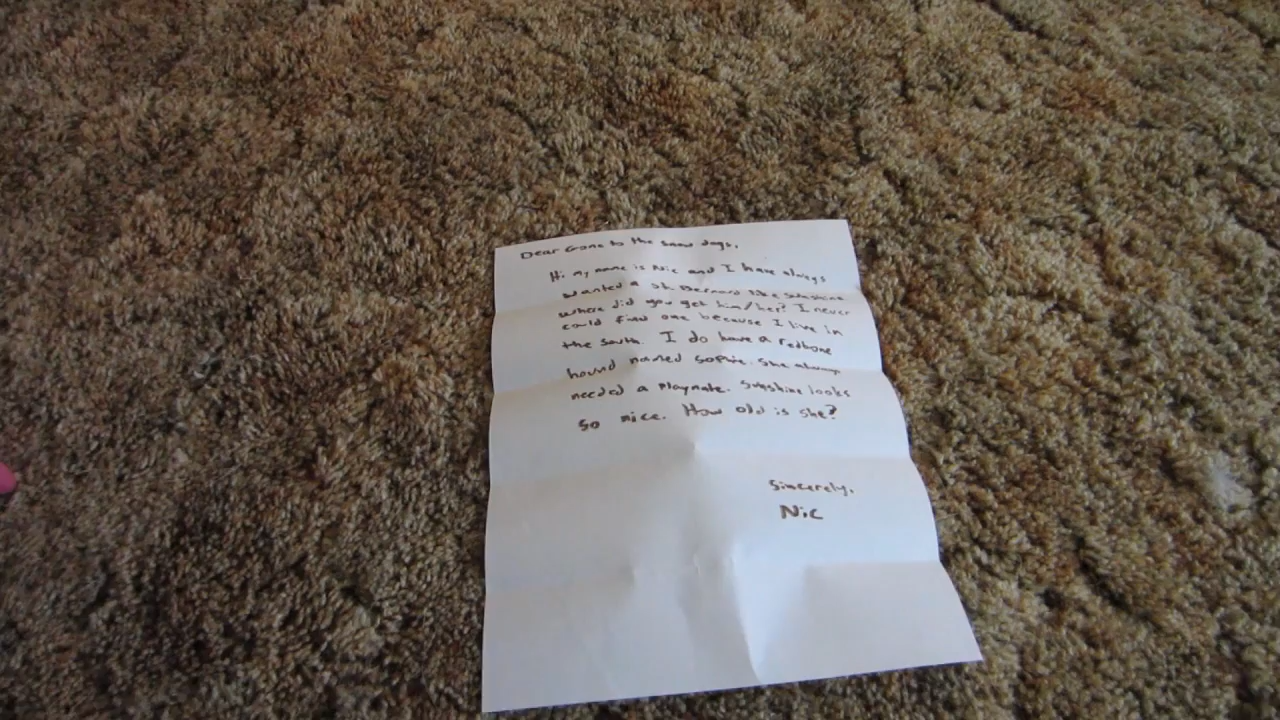 Dear Gone to the Snow dogs,
Hi my name is Nic and I have always
wanted a St. Bernard like Sunshine
where did you get him/her? I never
could find one because I live in
the south. I do have a redbone
hound named Sophie. She always
needed a playmate. Sunshine looks
so nice. How old is she?
Sincerely,
Nic